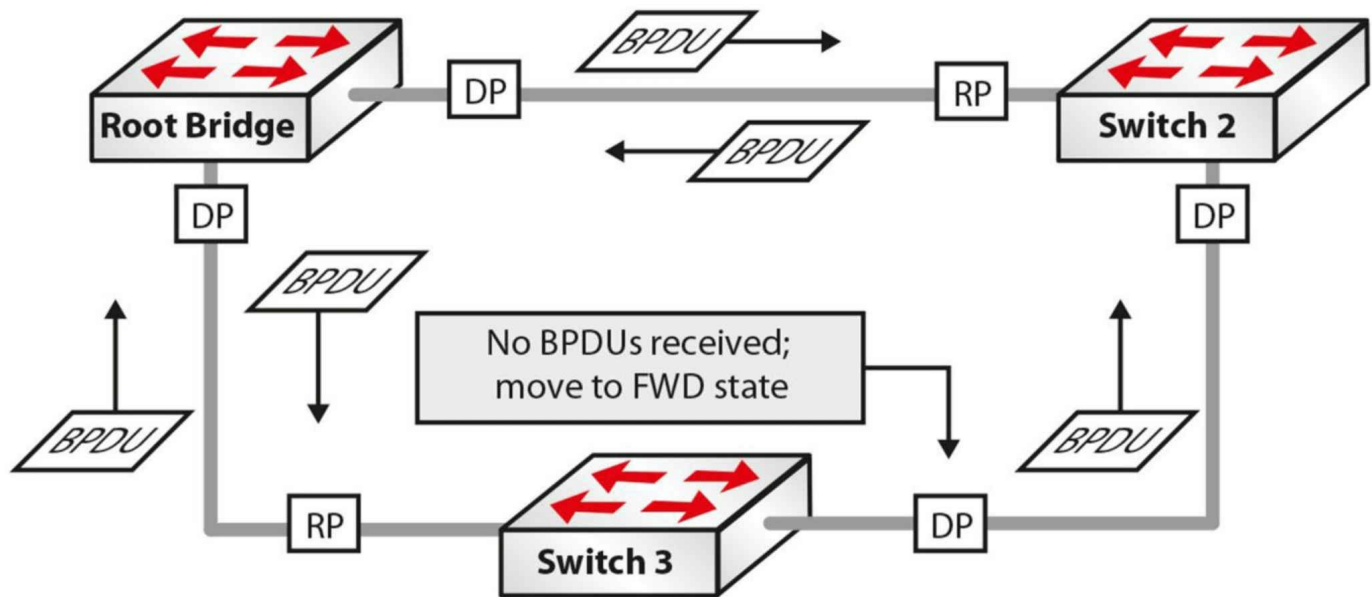 BPDU
DP
RP
Root Bridge
Switch 2
BPDU
DP
DP
BPDU
No BPDUs received;
move to FWD state
BPDU
BPDU
RP
DP
Switch 3